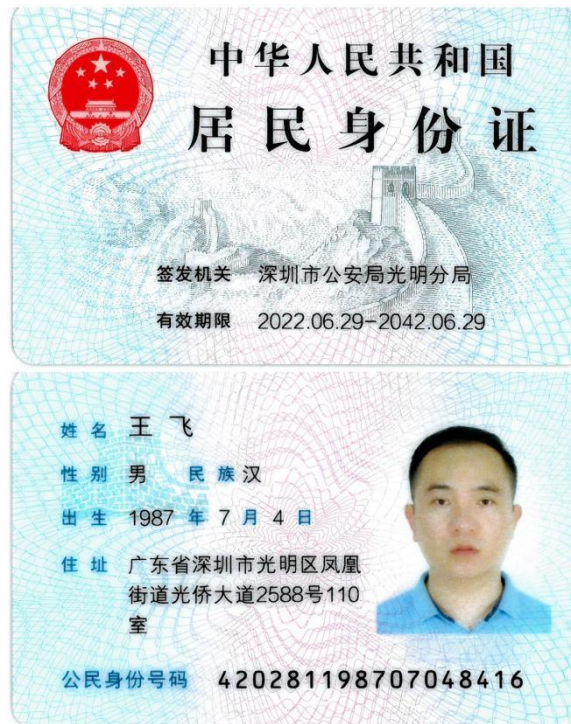 中华人民共和国
居民身份证
签发机关 深圳市公安局光明分局
有效期限 2022.06.29-2042.06.29
姓名 王飞
性别 男 民族 汉
出生 1987 年 7 月 4 日
住址 广东省深圳市光明区凤凰
街道光侨大道2588号110
室
公民身份号码 420281198707048416